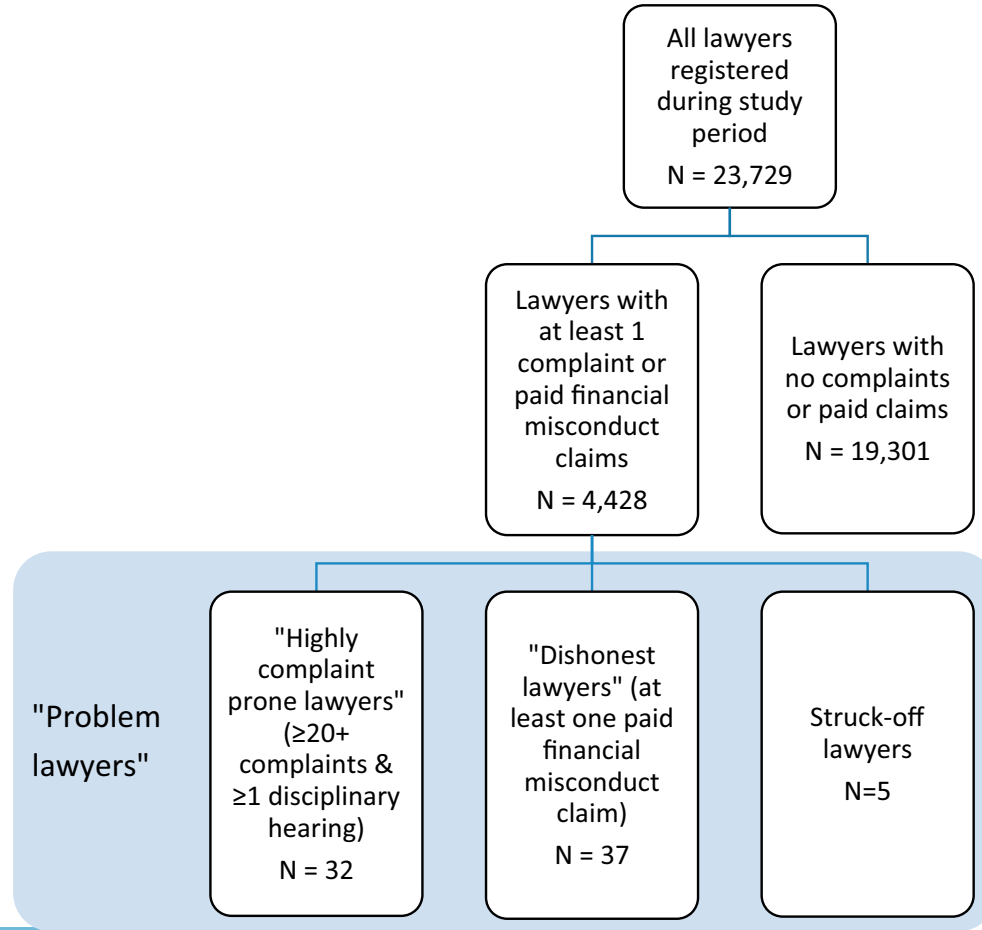 All lawyers
registered
during study
period
N = 23,729
Lawyers with
at least 1
complaint or
paid financial
misconduct
claims
N = 4,428
Lawyers with
no complaints
or paid claims
N = 19,301
"Problem
lawyers"
"Highly
complaint
prone lawyers"
(≥20+
complaints &
≥1 disciplinary
hearing)
N = 32
"Dishonest
lawyers" (at
least one paid
financial
misconduct
claim)
N = 37
Struck-off
lawyers
N=5